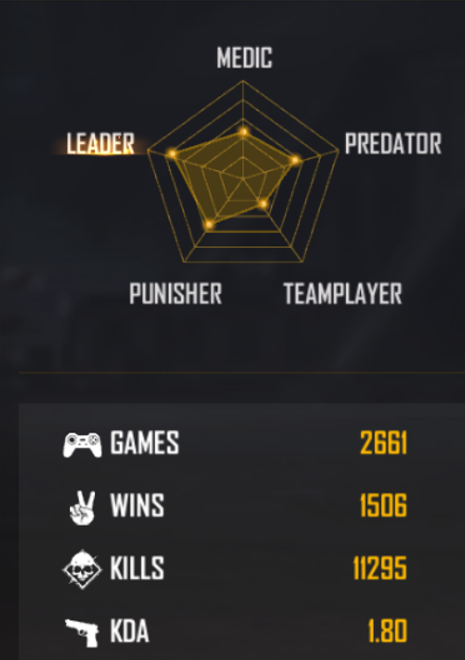 MEDIC
LEADER
PREDATOR
PUNISHER
TEAMPLAYER
GAMES 2661
WINS 1506
KILLS 11295
KDA 1.80